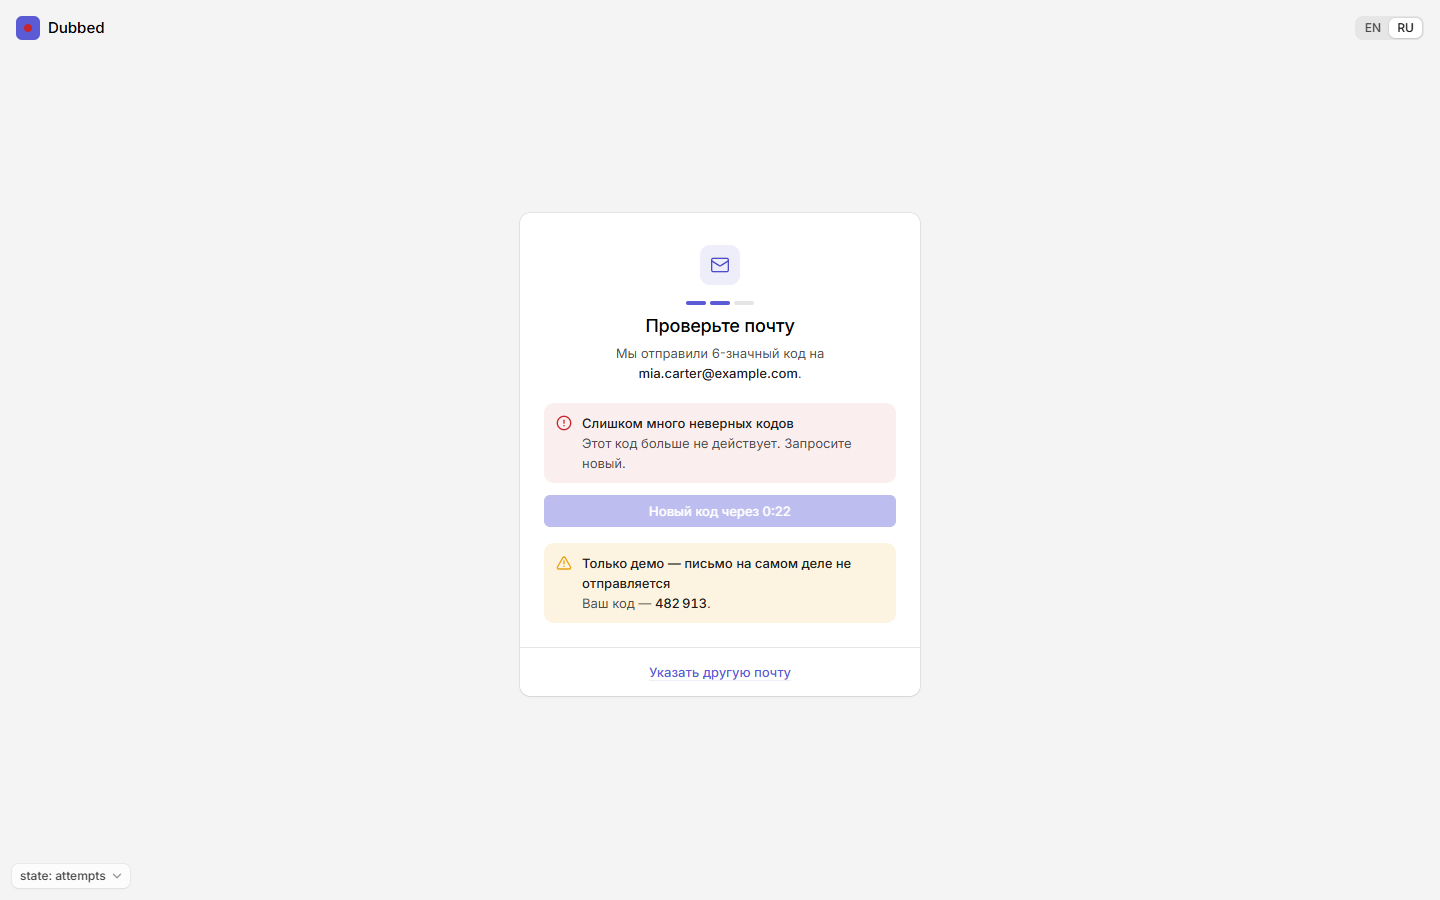 Dubbed
EN RU
Проверьте почту
Мы отправили 6-значный код на
mia.carter@example.com.
Слишком много неверных кодов
Этот код больше не действует. Запросите
новый.
Новый код через 0:22
Только демо — письмо на самом деле не
отправляется
Ваш код — 482 913.
Указать другую почту
state: attempts